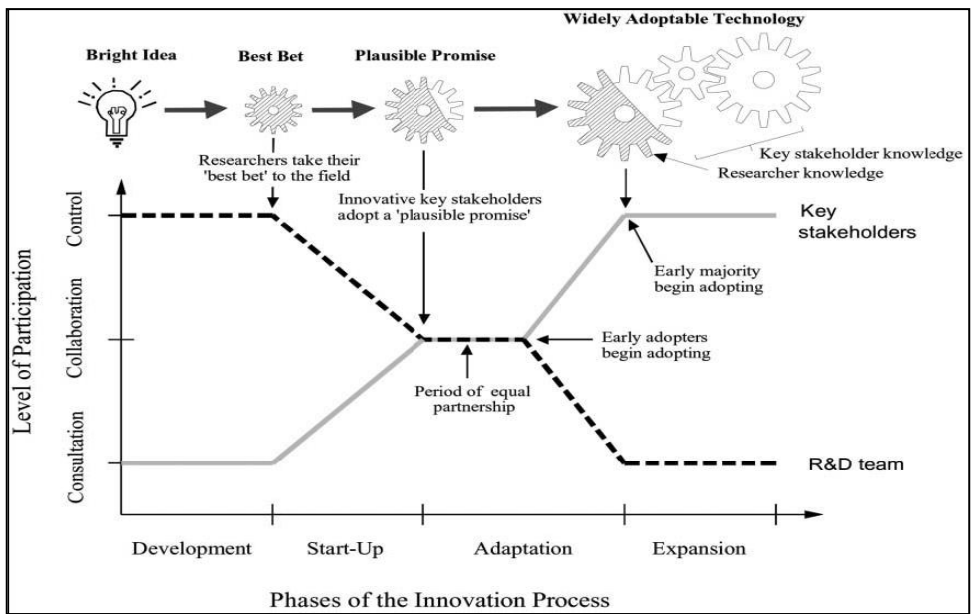 Widely Adoptable Technology
Bright Idea
Best Bet
Plausible Promise
Researchers take their
'best bet' to the field
Innovative key stakeholders
adopt a 'plausible promise'
Key stakeholder knowledge
Researcher knowledge
Level of Participation
Control
Collaboration
Consultation
Key
stakeholders
Early majority
begin adopting
Early adopters
begin adopting
Period of equal
partnership
R&D team
Development
Start-Up
Adaptation
Expansion
Phases of the Innovation Process